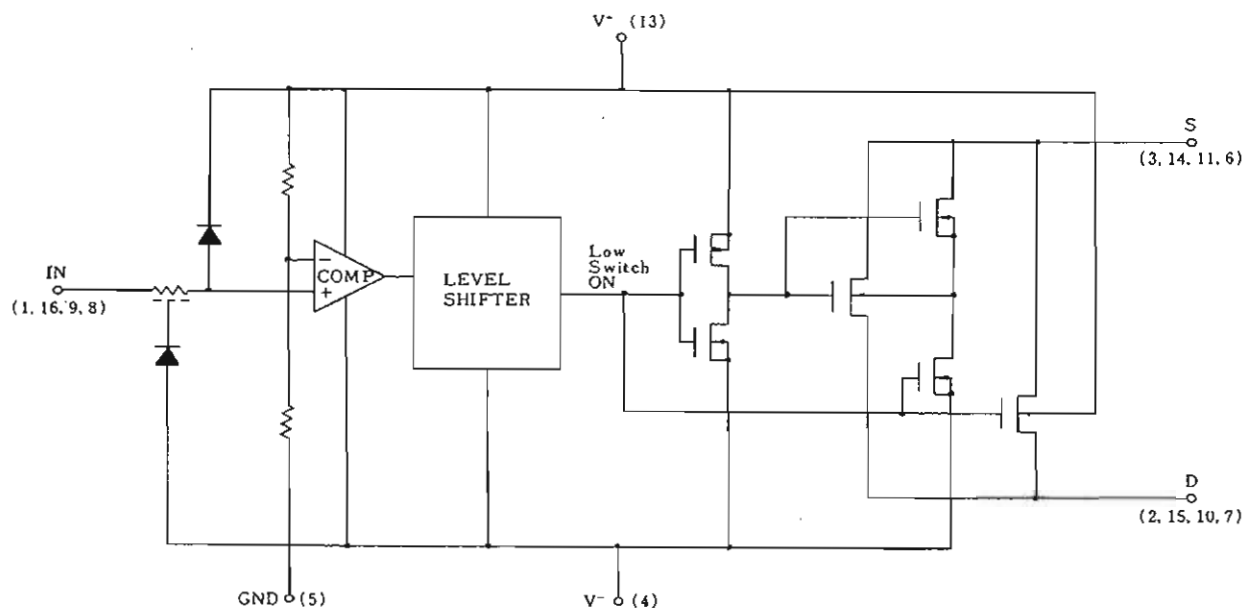 V⁻ (13)
S
(3, 14, 11, 6)
IN
(1, 16, 9, 8)
−
COMP
+
LEVEL
SHIFTER
Low
Switch
ON
D
(2, 15, 10, 7)
GND (5)
V⁻ (4)